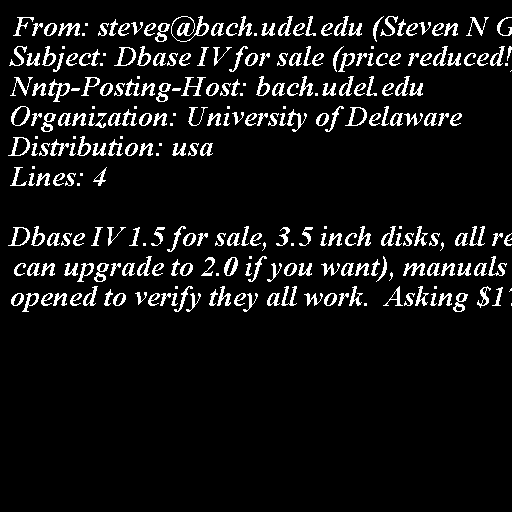 From: steveg@bach.udel.edu (Steven N G
Subject: Dbase IV for sale (price reduced!)
Nntp-Posting-Host: bach.udel.edu
Organization: University of Delaware
Distribution: usa
Lines: 4

Dbase IV 1.5 for sale, 3.5 inch disks, all re
can upgrade to 2.0 if you want), manuals
opened to verify they all work.  Asking $17